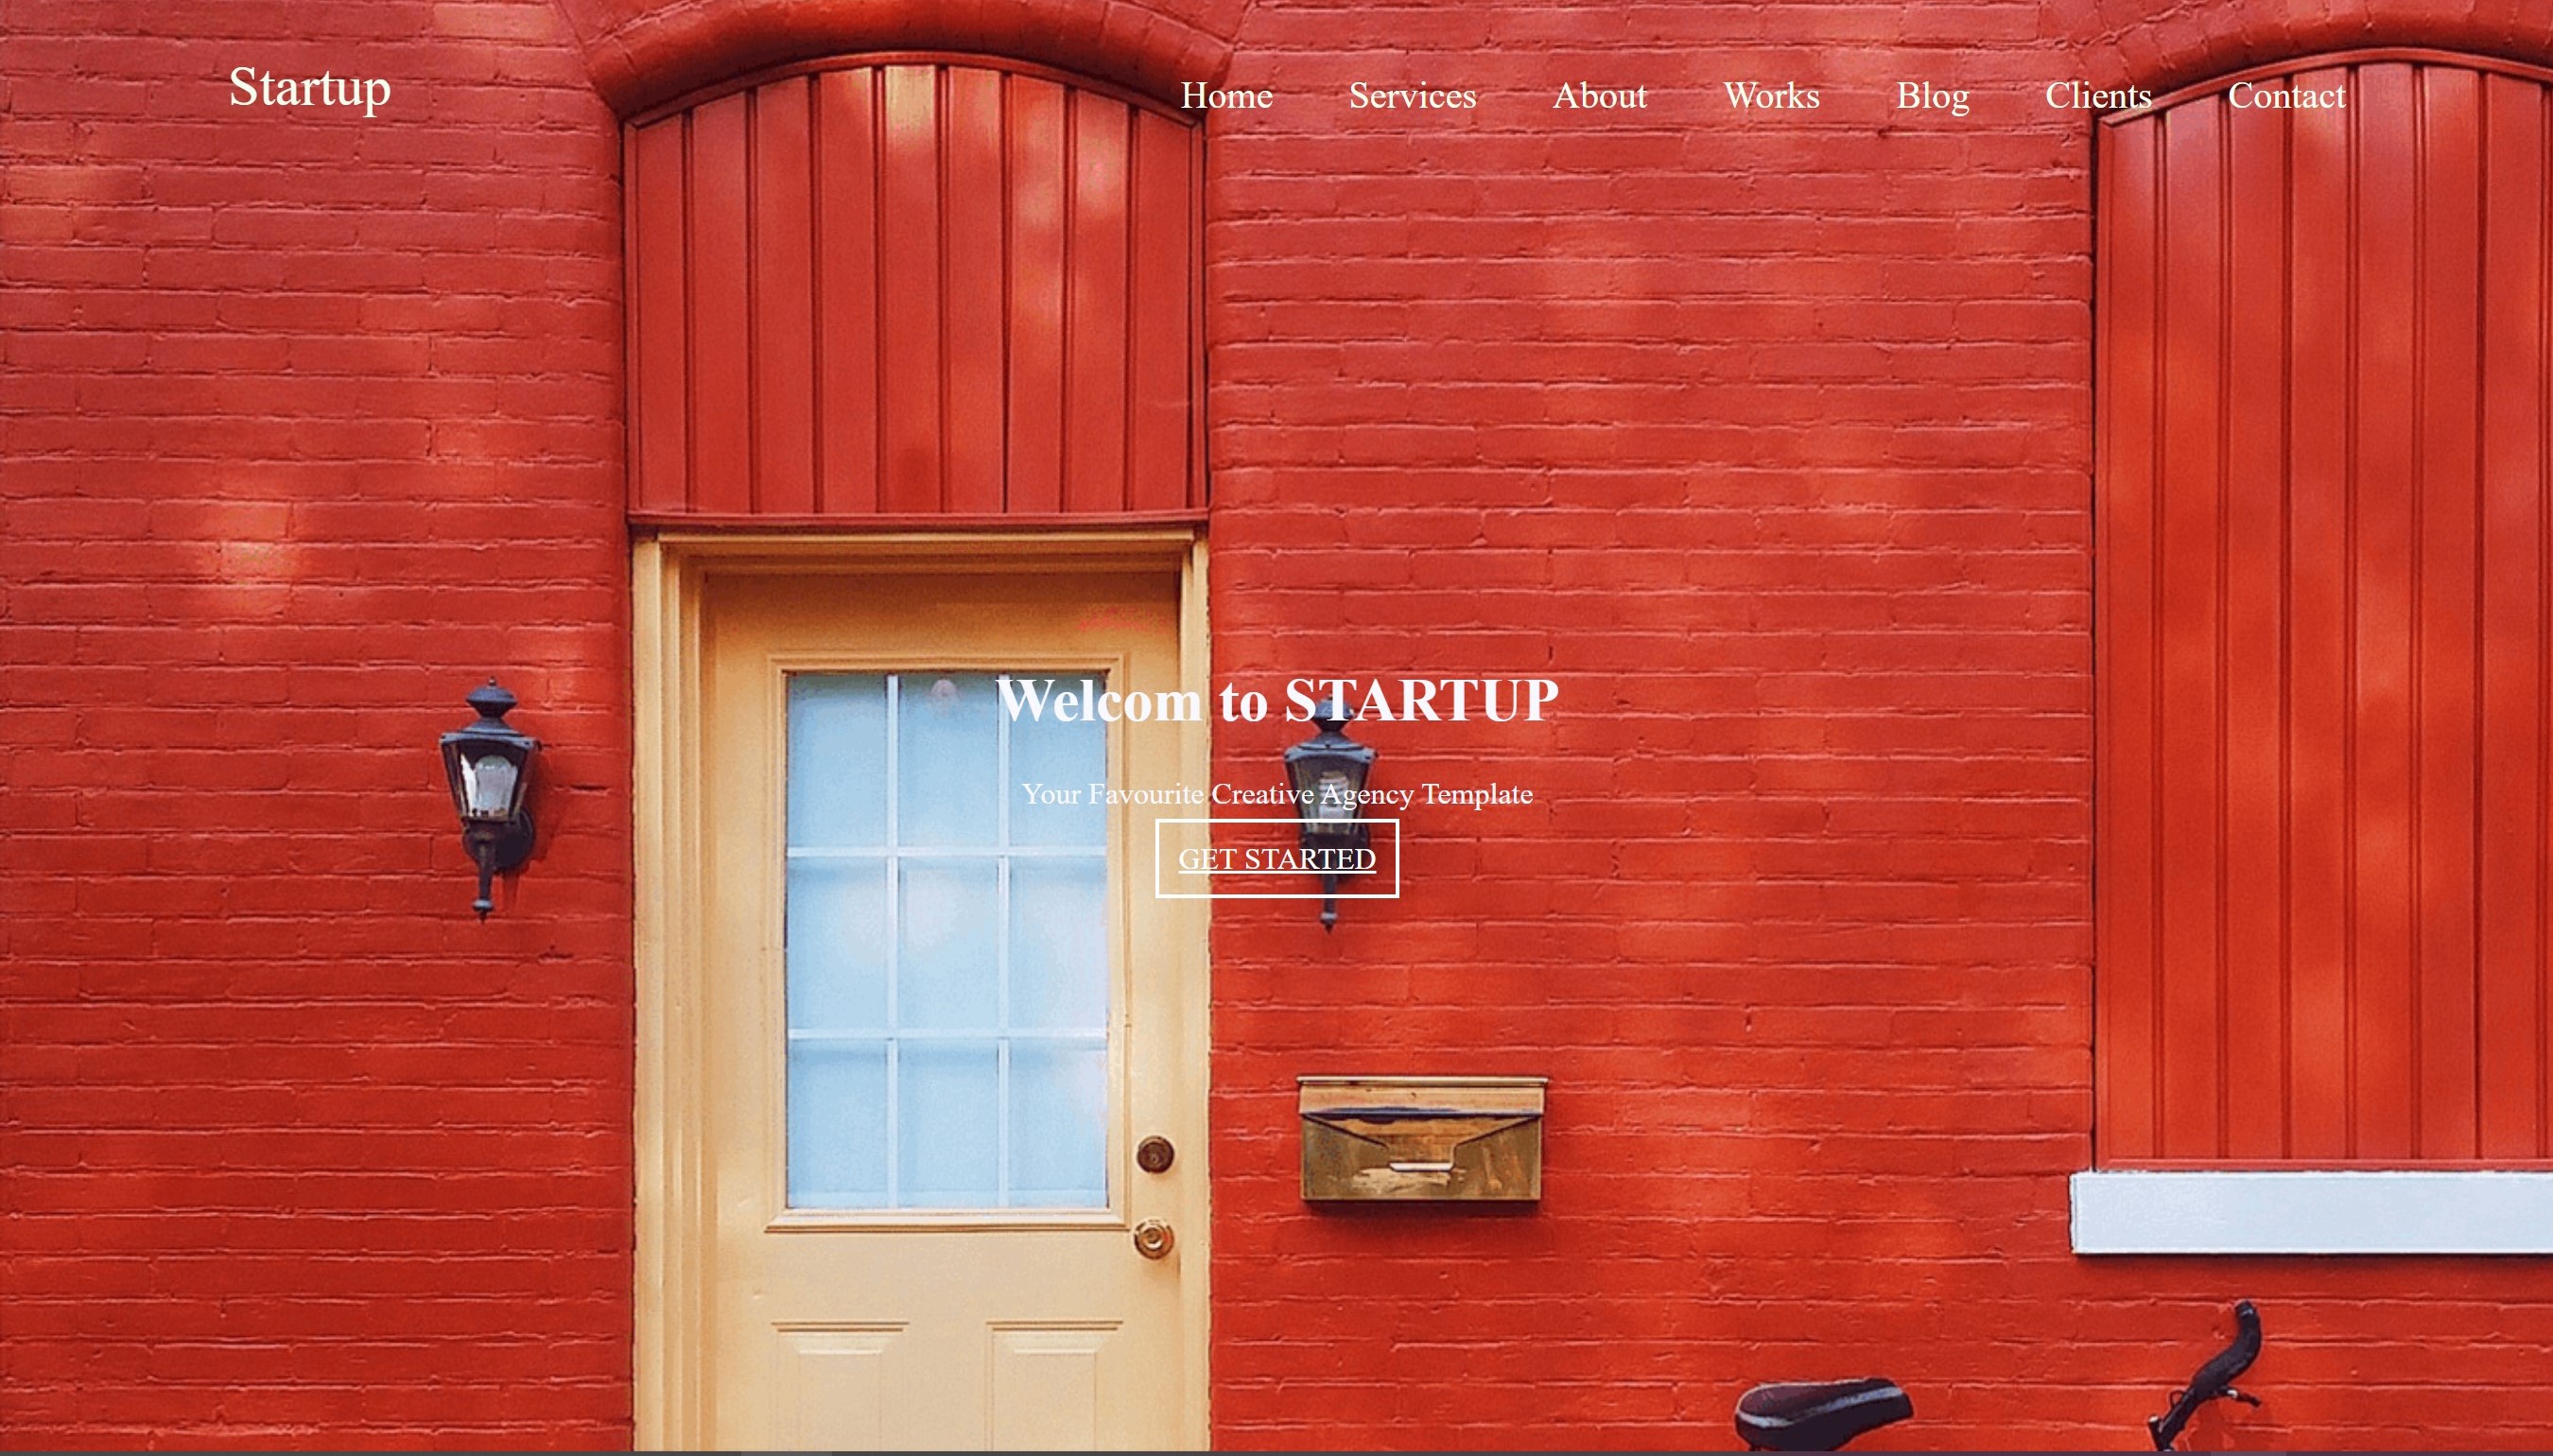 Startup
Home Services About Works Blog Clients Contact
Welcom to STARTUP
Your Favourite Creative Agency Template
GET STARTED